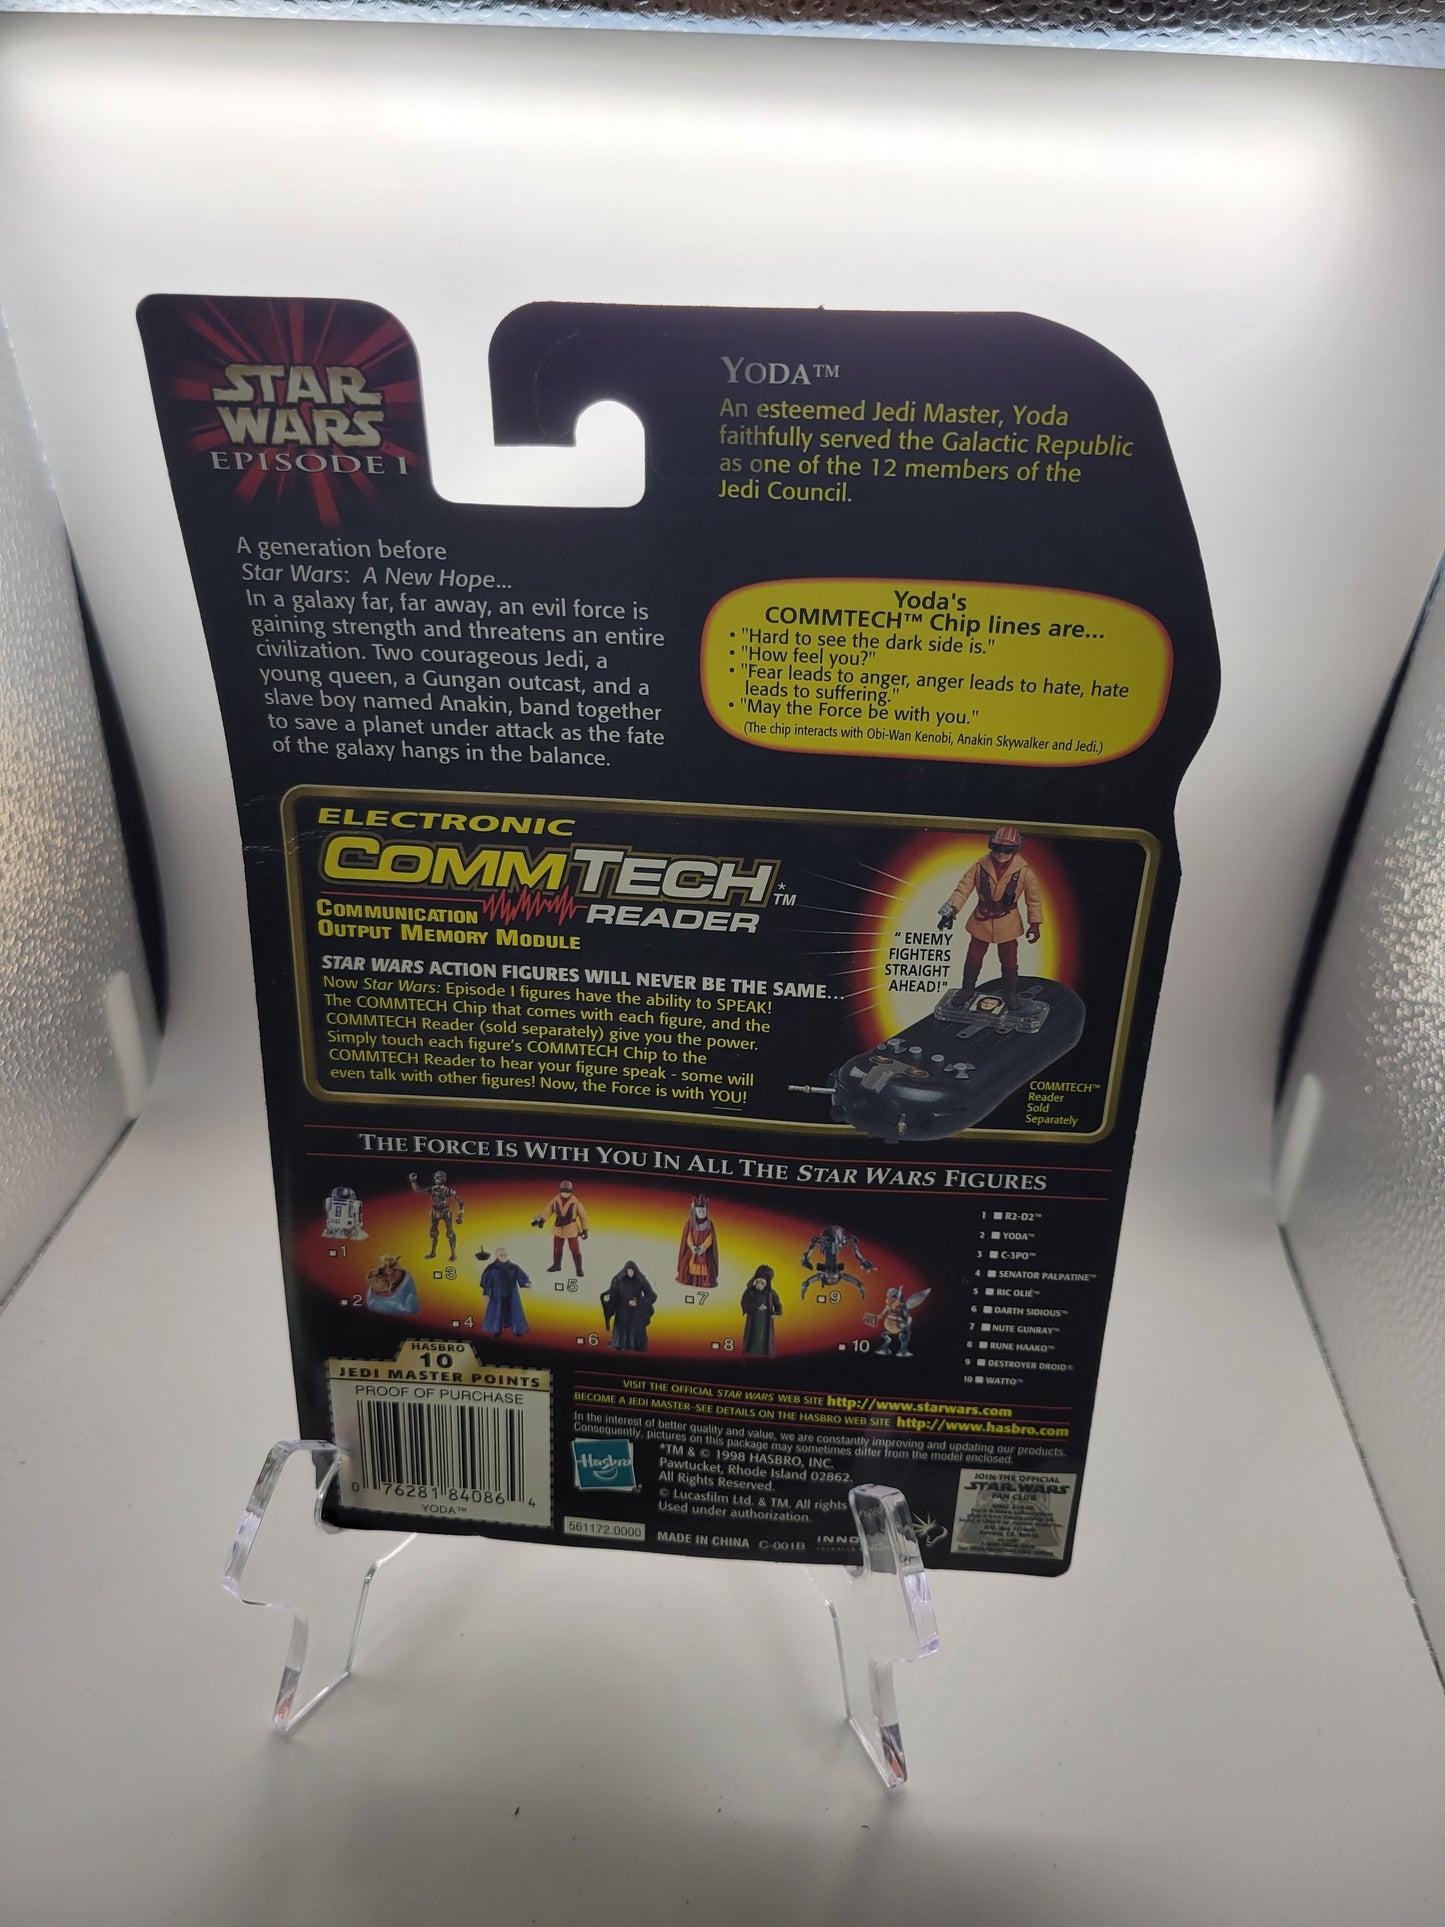 STAR
WARS
EPISODE I
YODA™
An esteemed Jedi Master, Yoda
faithfully served the Galactic Republic
as one of the 12 members of the
Jedi Council.
A generation before
Star Wars: A New Hope...
In a galaxy far, far away, an evil force is
gaining strength and threatens an entire
civilization. Two courageous Jedi, a
young queen, a Gungan outcast, and a
slave boy named Anakin, band together
to save a planet under attack as the fate
of the galaxy hangs in the balance.
Yoda's
COMMTECH™ Chip lines are...
• "Hard to see the dark side is."
• "How feel you?"
• "Fear leads to anger, anger leads to hate, hate
leads to suffering."
• "May the Force be with you."
(The chip interacts with Obi-Wan Kenobi, Anakin Skywalker and Jedi.)
ELECTRONIC
COMMTECH*™
READER
COMMUNICATION
OUTPUT MEMORY MODULE
STAR WARS ACTION FIGURES WILL NEVER BE THE SAME...
Now Star Wars: Episode I figures have the ability to SPEAK!
The COMMTECH Chip that comes with each figure, and the
COMMTECH Reader (sold separately) give you the power.
Simply touch each figure's COMMTECH Chip to the
COMMTECH Reader to hear your figure speak - some will
even talk with other figures! Now, the Force is with YOU!
" ENEMY
FIGHTERS
STRAIGHT
AHEAD!"
COMMTECH™
Reader
Sold
Separately
THE FORCE IS WITH YOU IN ALL THE STAR WARS FIGURES
1
2
3
4
5
6
7
8
9
10
1 R2-D2™
2 YODA™
3 C-3PO™
4 SENATOR PALPATINE™
5 RIC OLIÉ™
6 DARTH SIDIOUS™
7 NUTE GUNRAY™
8 RUNE HAAKO™
9 DESTROYER DROID®
10 WATTO™
HASBRO
10
JEDI MASTER POINTS
PROOF OF PURCHASE
0 76281 84086 4
YODA™
VISIT THE OFFICIAL STAR WARS WEB SITE http://www.starwars.com
BECOME A JEDI MASTER-SEE DETAILS ON THE HASBRO WEB SITE http://www.hasbro.com
In the interest of better quality and value, we are constantly improving and updating our products.
Consequently, pictures on this package may sometimes differ from the model enclosed.
Hasbro
*TM & © 1998 HASBRO, INC.
Pawtucket, Rhode Island 02862.
All Rights Reserved.
© Lucasfilm Ltd. & TM. All rights
Used under authorization.
561172.0000
MADE IN CHINA C-001B INNO
JOIN THE OFFICIAL
STAR WARS
FAN CLUB